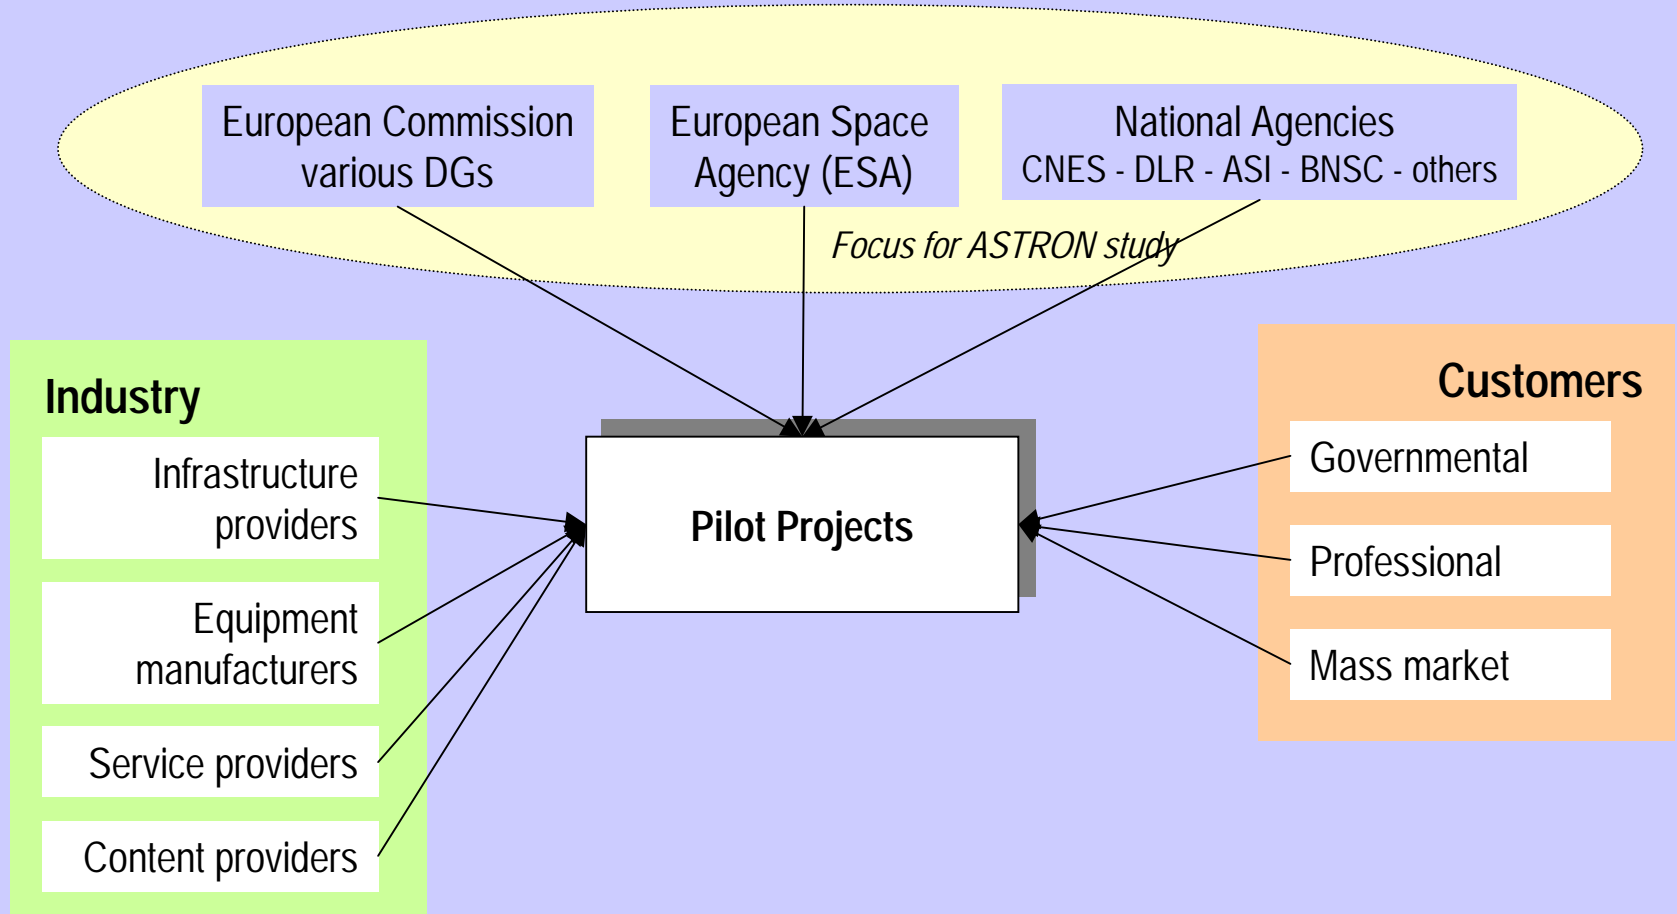 European Commission
various DGs
European Space
Agency (ESA)
National Agencies
CNES - DLR - ASI - BNSC - others
Focus for ASTRON study
Industry
Infrastructure
providers
Equipment
manufacturers
Service providers
Content providers
Pilot Projects
Customers
Governmental
Professional
Mass market